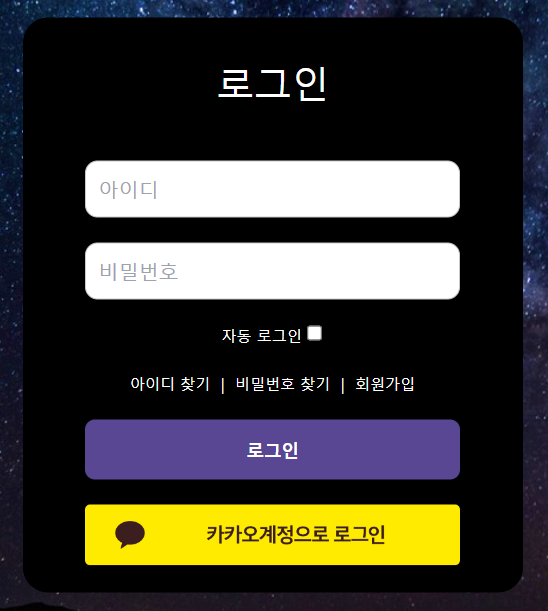 로그인
아이디
비밀번호
자동 로그인
아이디 찾기 | 비밀번호 찾기 | 회원가입
로그인
카카오계정으로 로그인